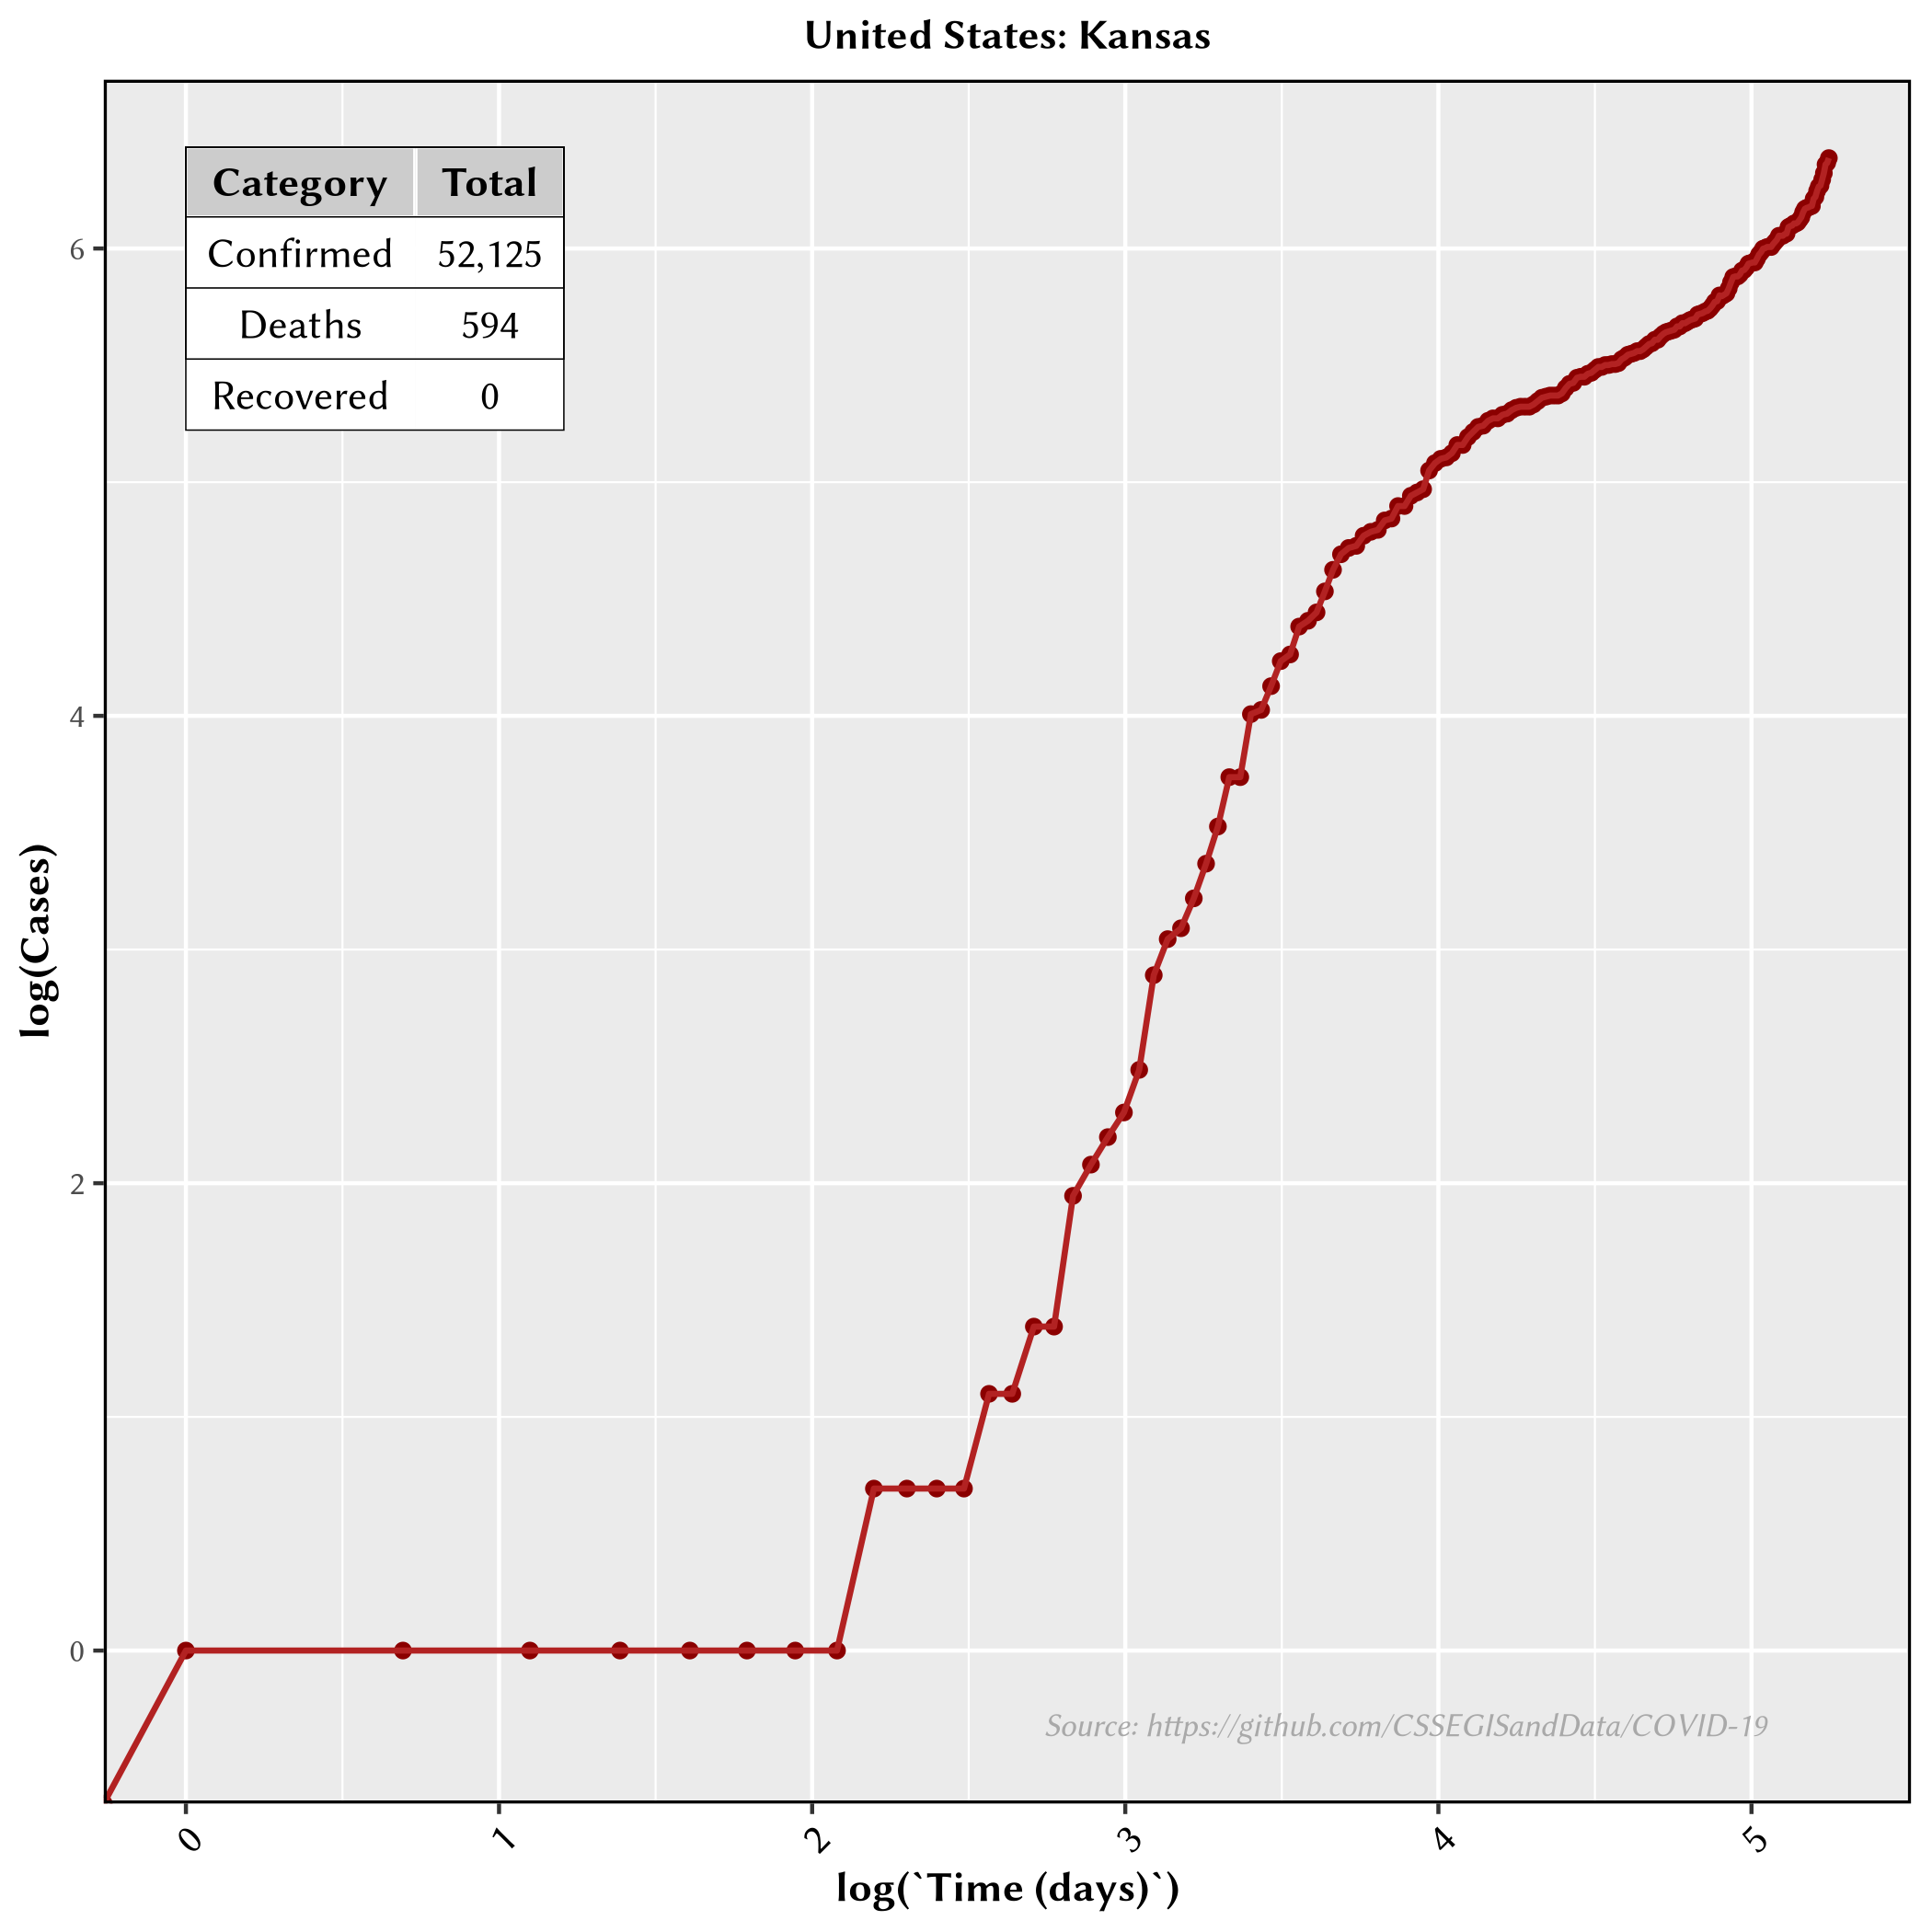 United States: Kansas
Category Total
Confirmed 52,125
Deaths 594
Recovered 0
6
4
2
0
log(Cases)
Source: https://github.com/CSSEGISandData/COVID-19
0 1 2 3 4 5
log(`Time (days)`)